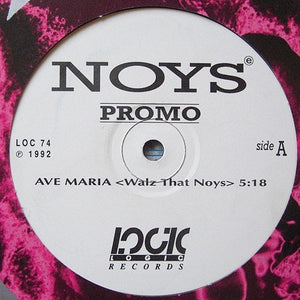 NOYS e
PROMO
LOC 74
℗ 1992
side A
AVE MARIA <Walz That Noys> 5:18
LOGIC
LOGIC
RECORDS